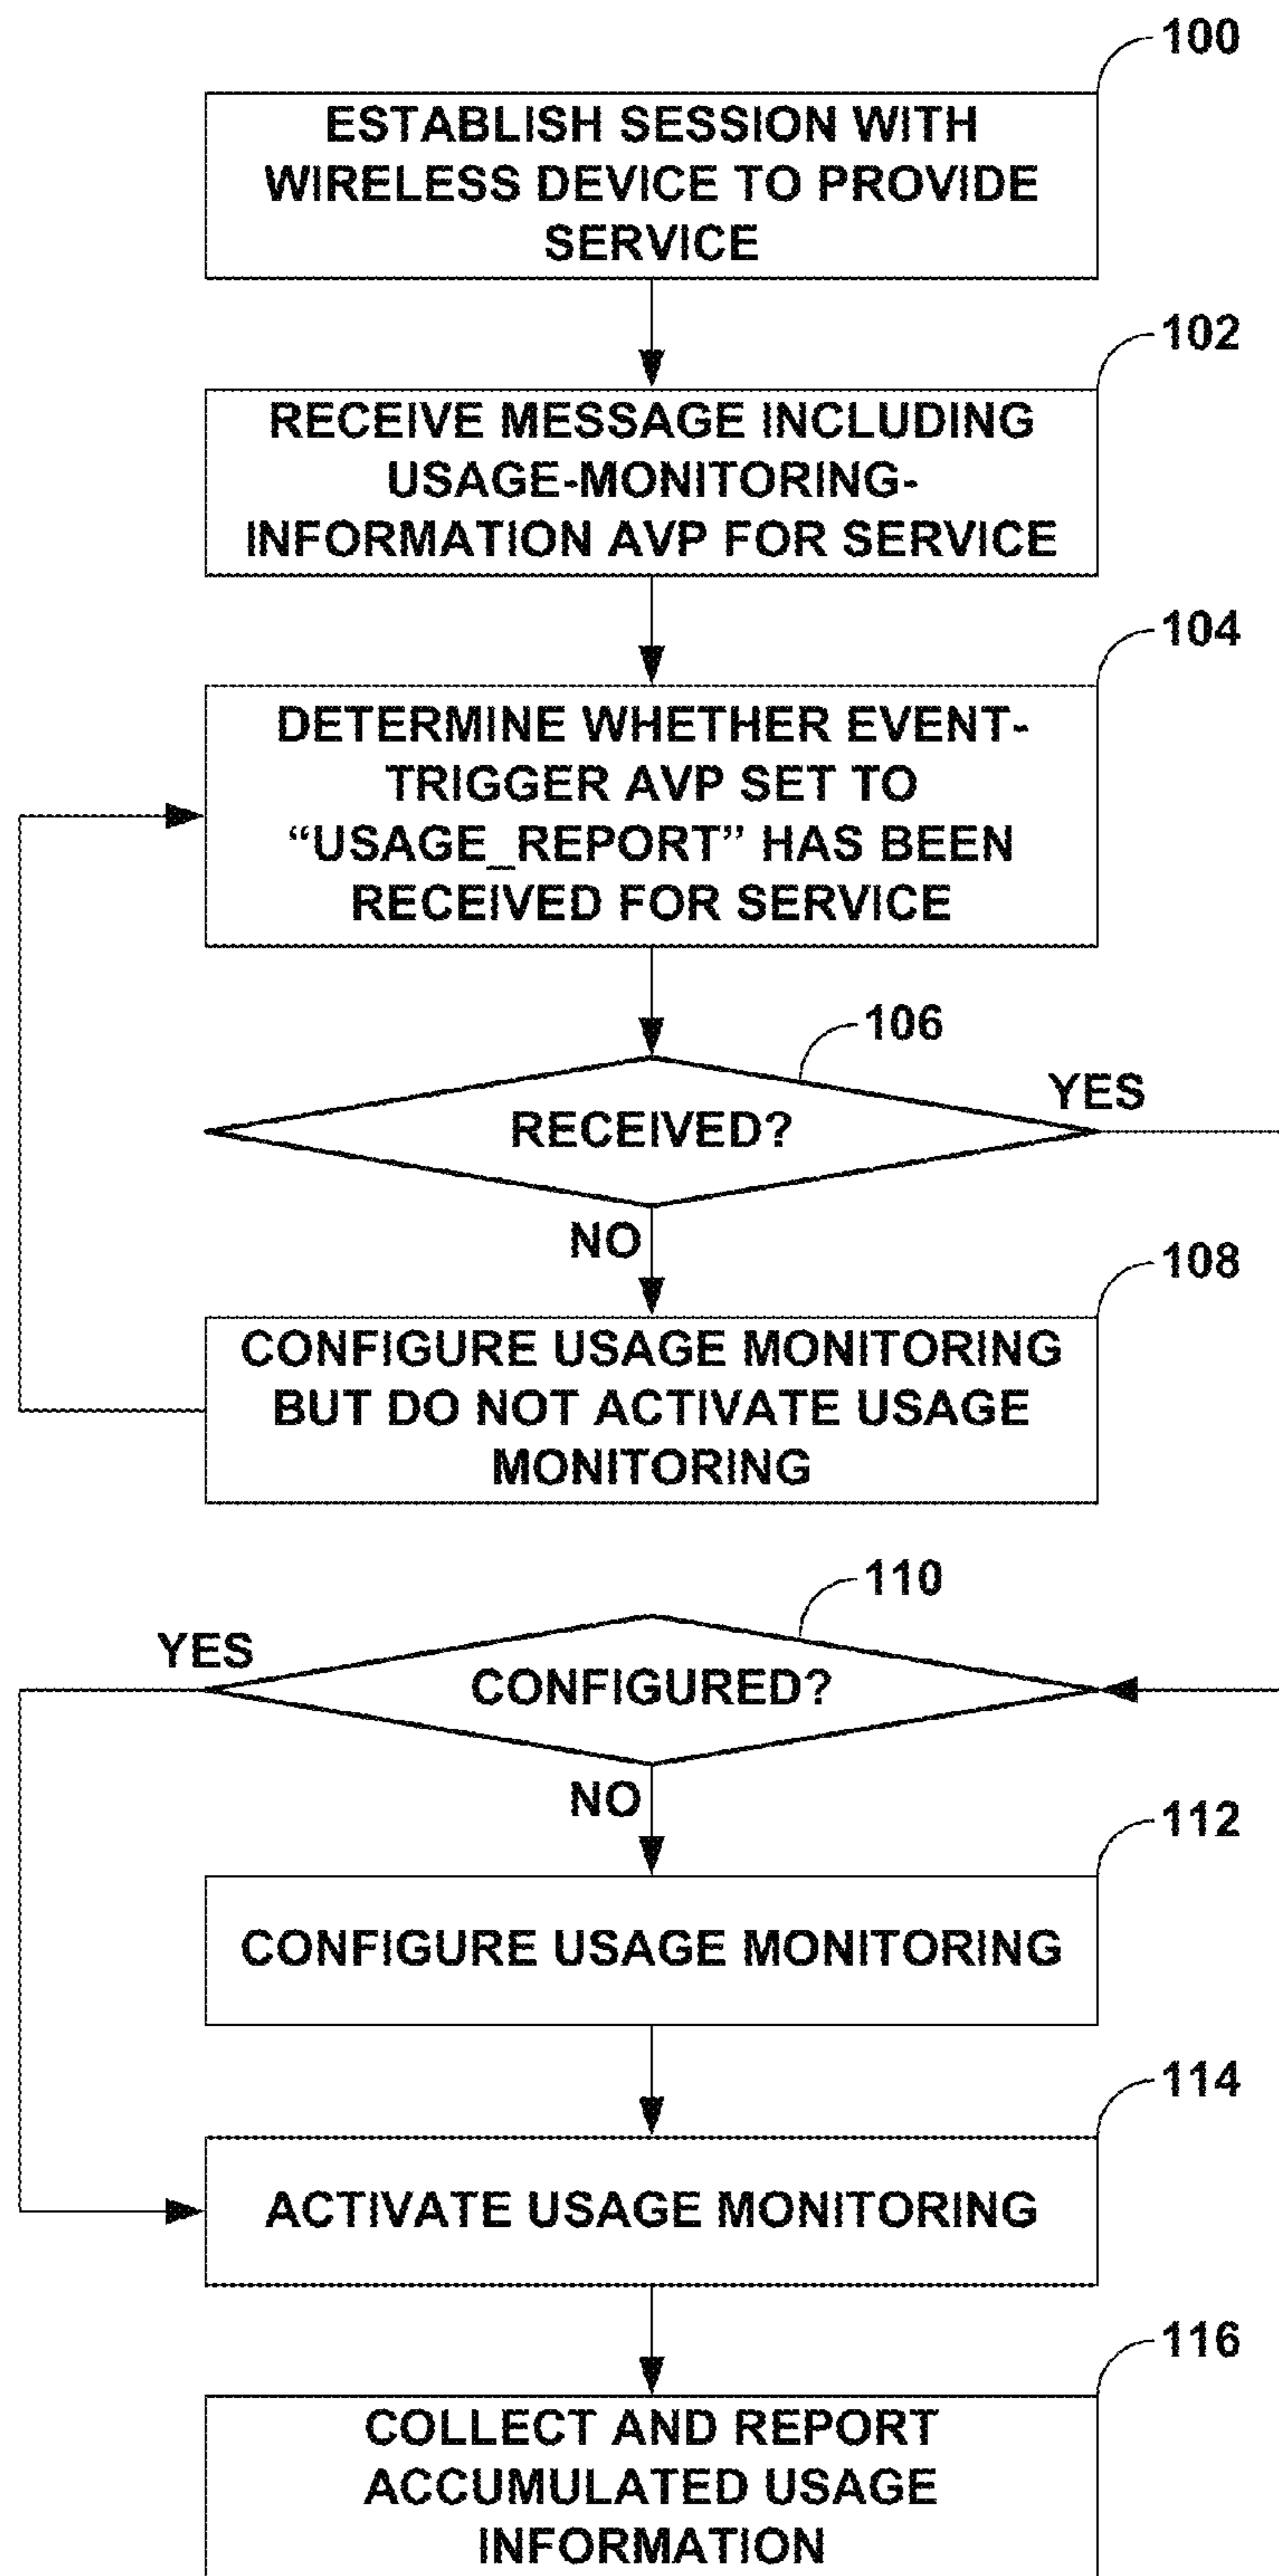 100
ESTABLISH SESSION WITH
WIRELESS DEVICE TO PROVIDE
SERVICE
102
RECEIVE MESSAGE INCLUDING
USAGE-MONITORING-
INFORMATION AVP FOR SERVICE
104
DETERMINE WHETHER EVENT-
TRIGGER AVP SET TO
“USAGE_REPORT” HAS BEEN
RECEIVED FOR SERVICE
106
YES
RECEIVED?
NO
108
CONFIGURE USAGE MONITORING
BUT DO NOT ACTIVATE USAGE
MONITORING
110
YES
CONFIGURED?
NO
112
CONFIGURE USAGE MONITORING
114
ACTIVATE USAGE MONITORING
116
COLLECT AND REPORT
ACCUMULATED USAGE
INFORMATION